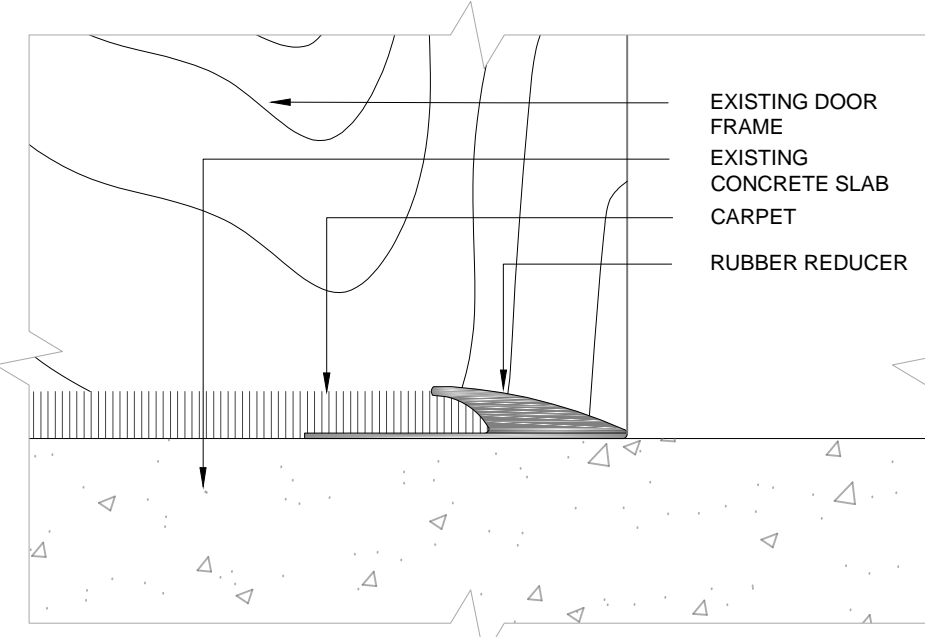 EXISTING DOOR
FRAME
EXISTING
CONCRETE SLAB
CARPET
RUBBER REDUCER